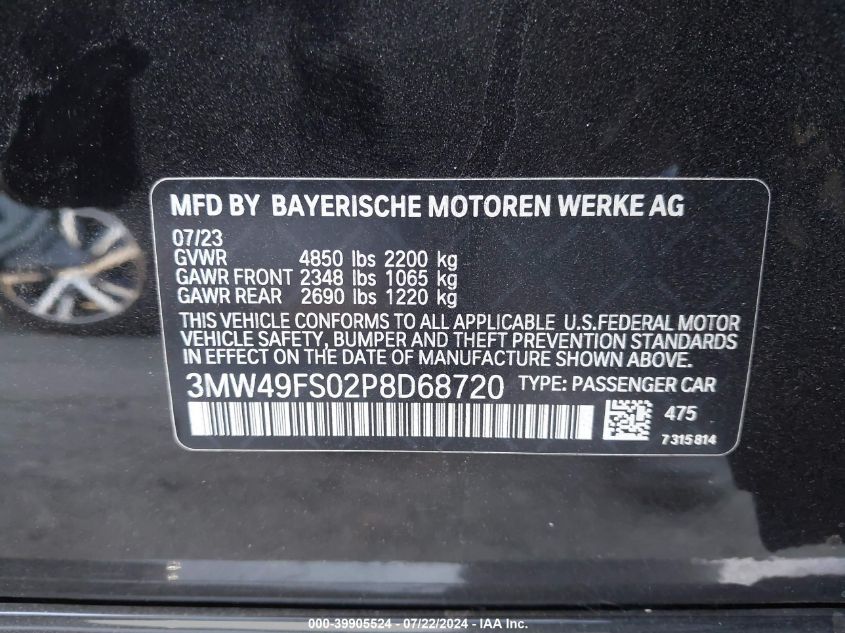 MFD BY BAYERISCHE MOTOREN WERKE AG
07/23
GVWR 4850 lbs 2200 kg
GAWR FRONT 2348 lbs 1065 kg
GAWR REAR 2690 lbs 1220 kg
THIS VEHICLE CONFORMS TO ALL APPLICABLE U.S.FEDERAL MOTOR
VEHICLE SAFETY, BUMPER AND THEFT PREVENTION STANDARDS
IN EFFECT ON THE DATE OF MANUFACTURE SHOWN ABOVE.
3MW49FS02P8D68720 TYPE: PASSENGER CAR
475
7315814
000-39905524 - 07/22/2024 - IAA Inc.